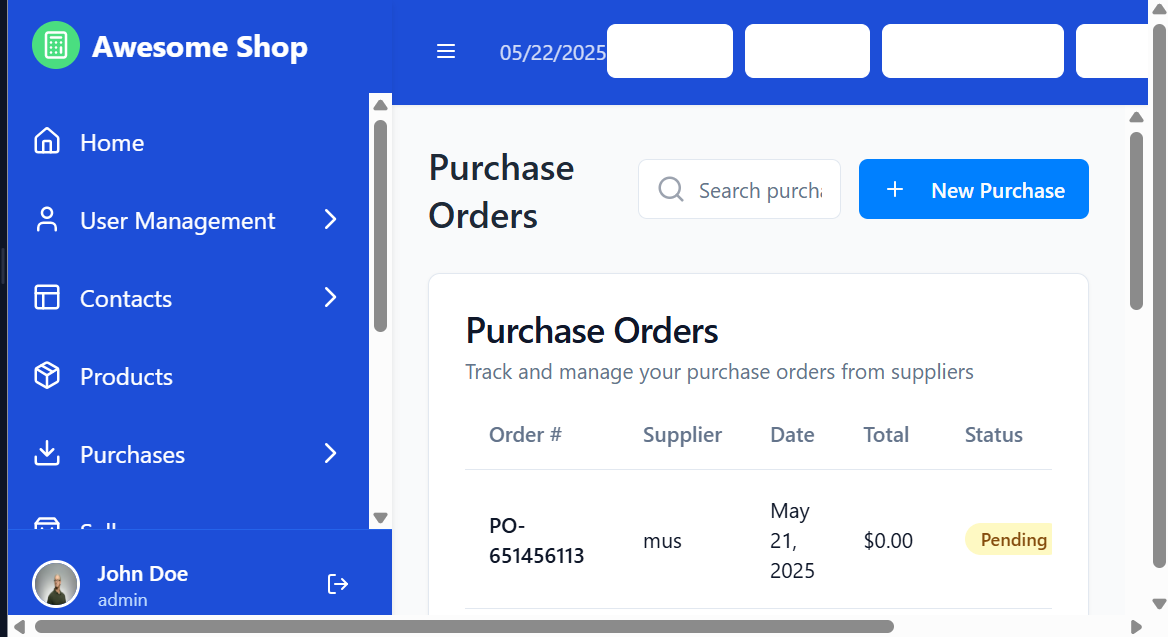 Awesome Shop
Home
User Management
Contacts
Products
Purchases
John Doe
admin
05/22/2025
Purchase
Orders
Search purcha
New Purchase
Purchase Orders
Track and manage your purchase orders from suppliers
Order # Supplier Date Total Status
PO-
651456113
mus
May
21,
2025
$0.00
Pending